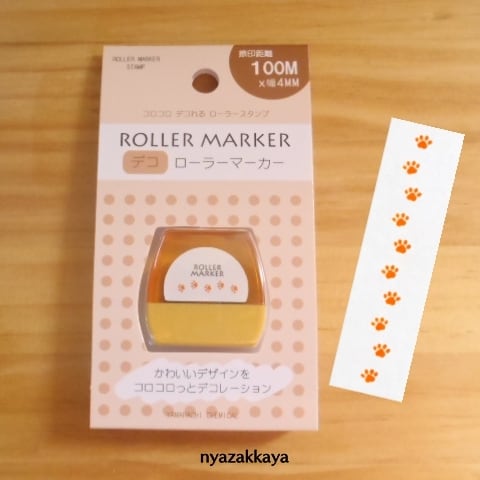 ROLLER MARKER
STAMP
捺印距離
100M
×幅4MM
コロコロ デコれる ローラースタンプ
ROLLER MARKER
デコ ローラーマーカー
ROLLER
MARKER
かわいいデザインを
コロコロっとデコレーション
YAMAHACHI CHEMICAL
nyazakkaya